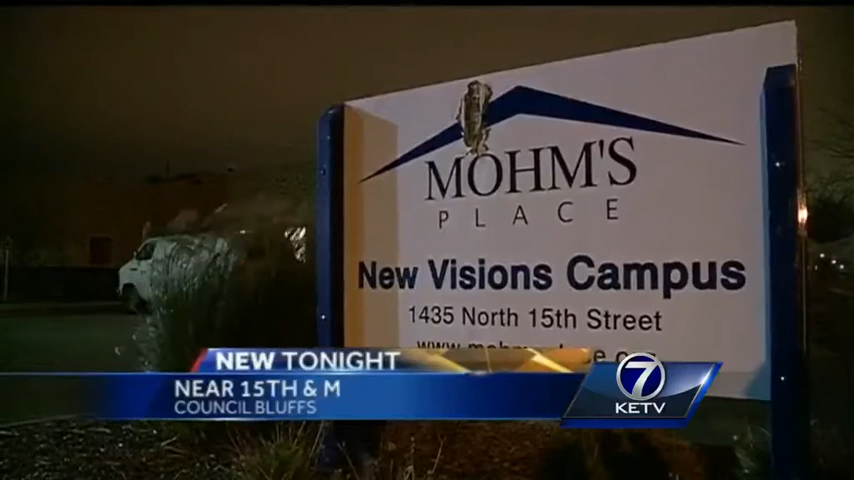 MOHM'S
PLACE
New Visions Campus
1435 North 15th Street
NEW TONIGHT
NEAR 15TH & M
COUNCIL BLUFFS
7
KETV